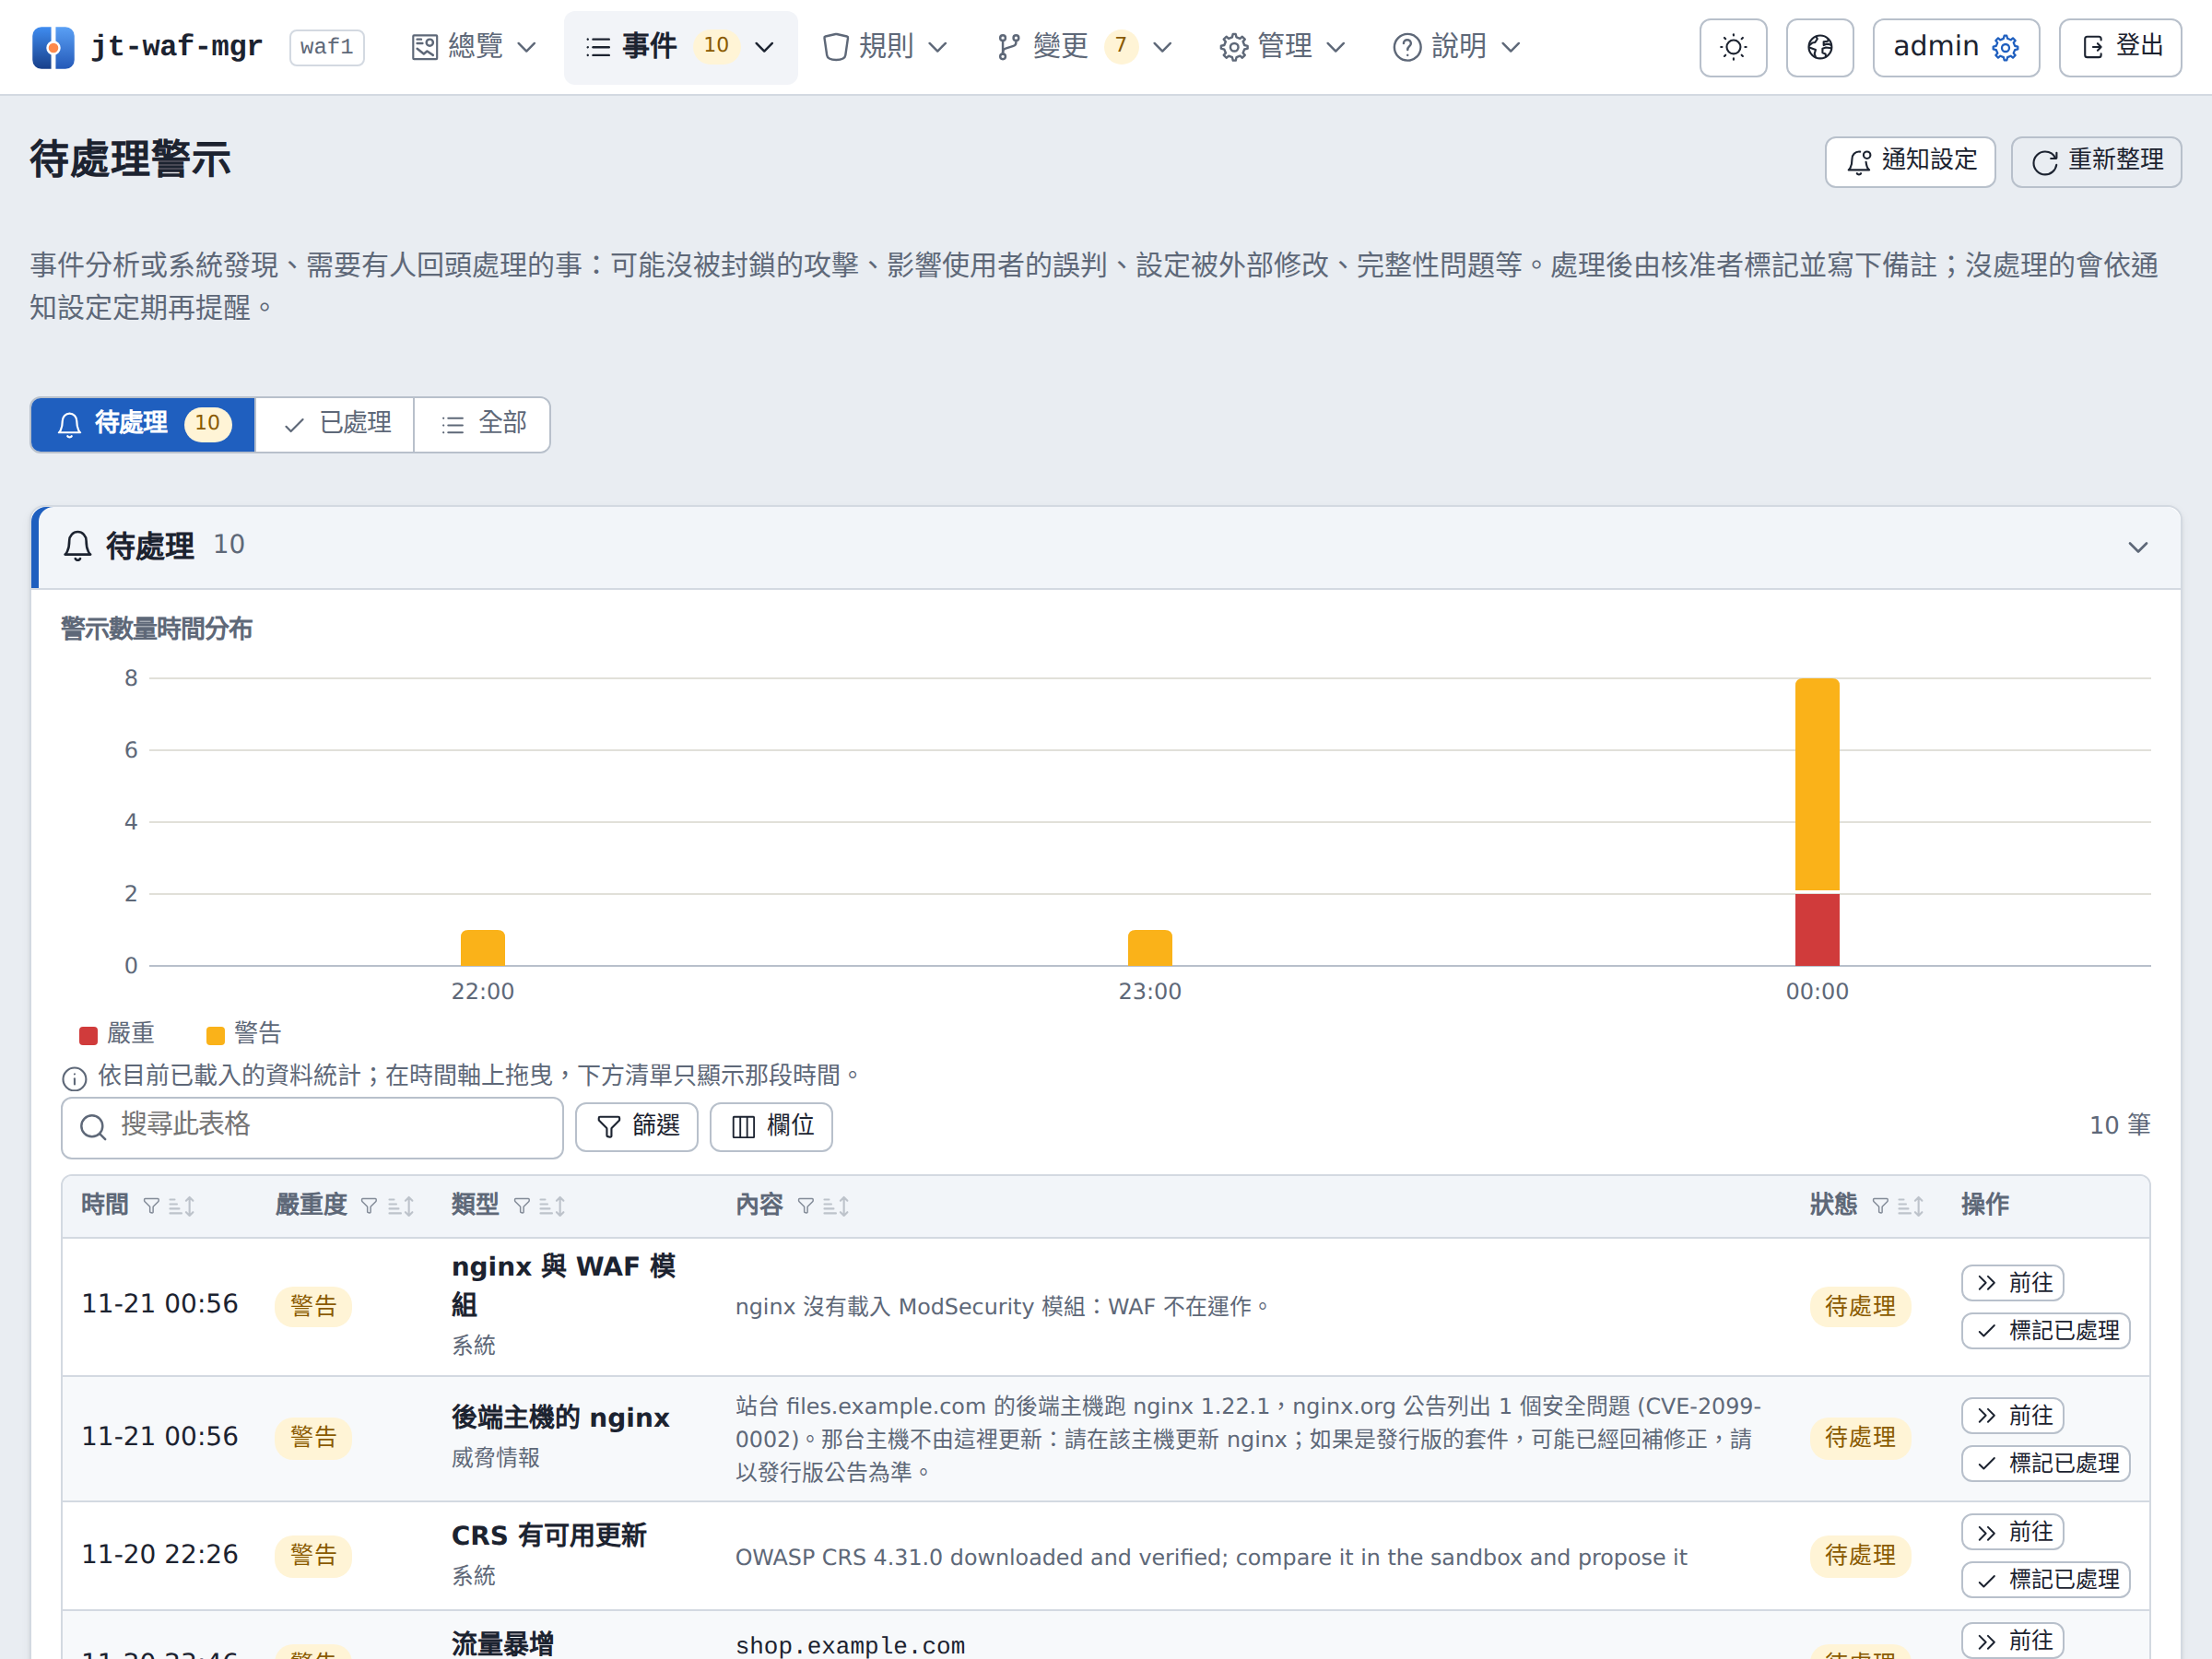 jt-waf-mgr waf1 總覽 事件 10 規則 變更 7 管理 說明 admin 登出
待處理警示 通知設定 重新整理
事件分析或系統發現、需要有人回頭處理的事：可能沒被封鎖的攻擊、影響使用者的誤判、設定被外部修改、完整性問題等。處理後由核准者標記並寫下備註；沒處理的會依通
知設定定期再提醒。
待處理 10 已處理 全部
待處理 10
警示數量時間分布
8
6
4
2
0
22:00 23:00 00:00
嚴重 警告
依目前已載入的資料統計；在時間軸上拖曳，下方清單只顯示那段時間。
搜尋此表格 篩選 欄位 10 筆
時間 嚴重度 類型 內容 狀態 操作
11-21 00:56 警告 nginx 與 WAF 模
組
系統
nginx 沒有載入 ModSecurity 模組：WAF 不在運作。 待處理 前往
標記已處理
11-21 00:56 警告 後端主機的 nginx
威脅情報
站台 files.example.com 的後端主機跑 nginx 1.22.1，nginx.org 公告列出 1 個安全問題 (CVE-2099-
0002)。那台主機不由這裡更新：請在該主機更新 nginx；如果是發行版的套件，可能已經回補修正，請
以發行版公告為準。
待處理 前往
標記已處理
11-20 22:26 警告 CRS 有可用更新
系統
OWASP CRS 4.31.0 downloaded and verified; compare it in the sandbox and propose it 待處理 前往
標記已處理
11-20 23:46 警告 流量暴增
shop.example.com
待處理 前往